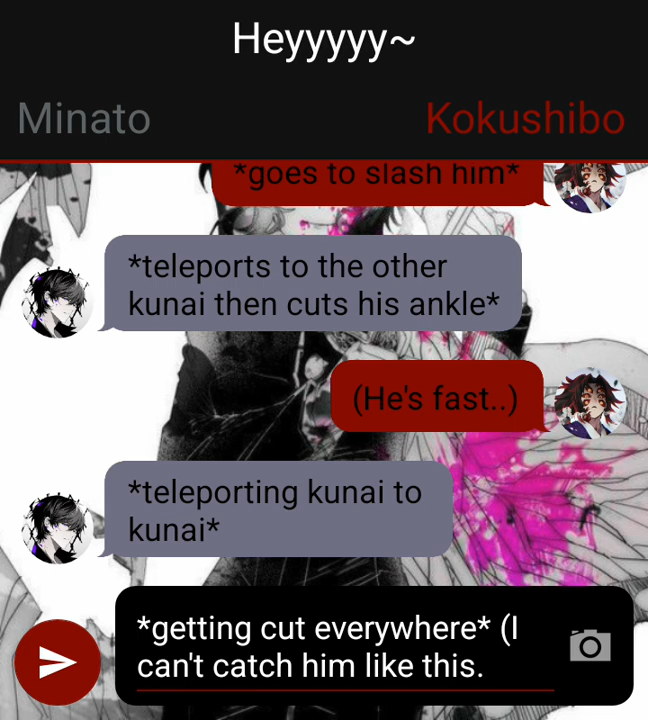 Heyyyyy~
Minato
Kokushibo
*goes to slash him*
*teleports to the other
kunai then cuts his ankle*
(He's fast..)
*teleporting kunai to
kunai*
*getting cut everywhere* (I
can't catch him like this.